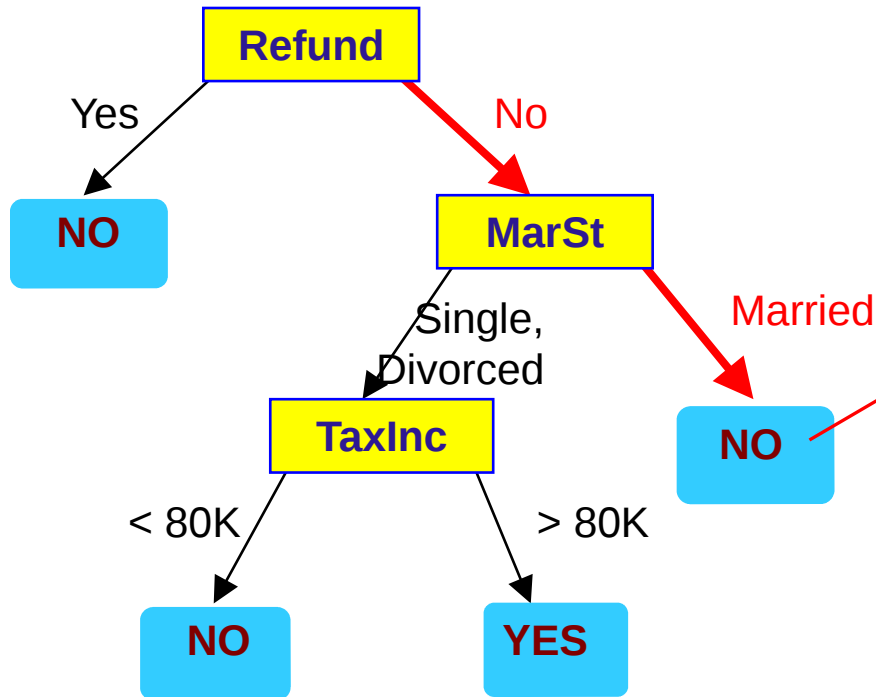 Refund
Yes
No
NO
MarSt
Single,
Divorced
Married
TaxInc
NO
< 80K
> 80K
NO
YES